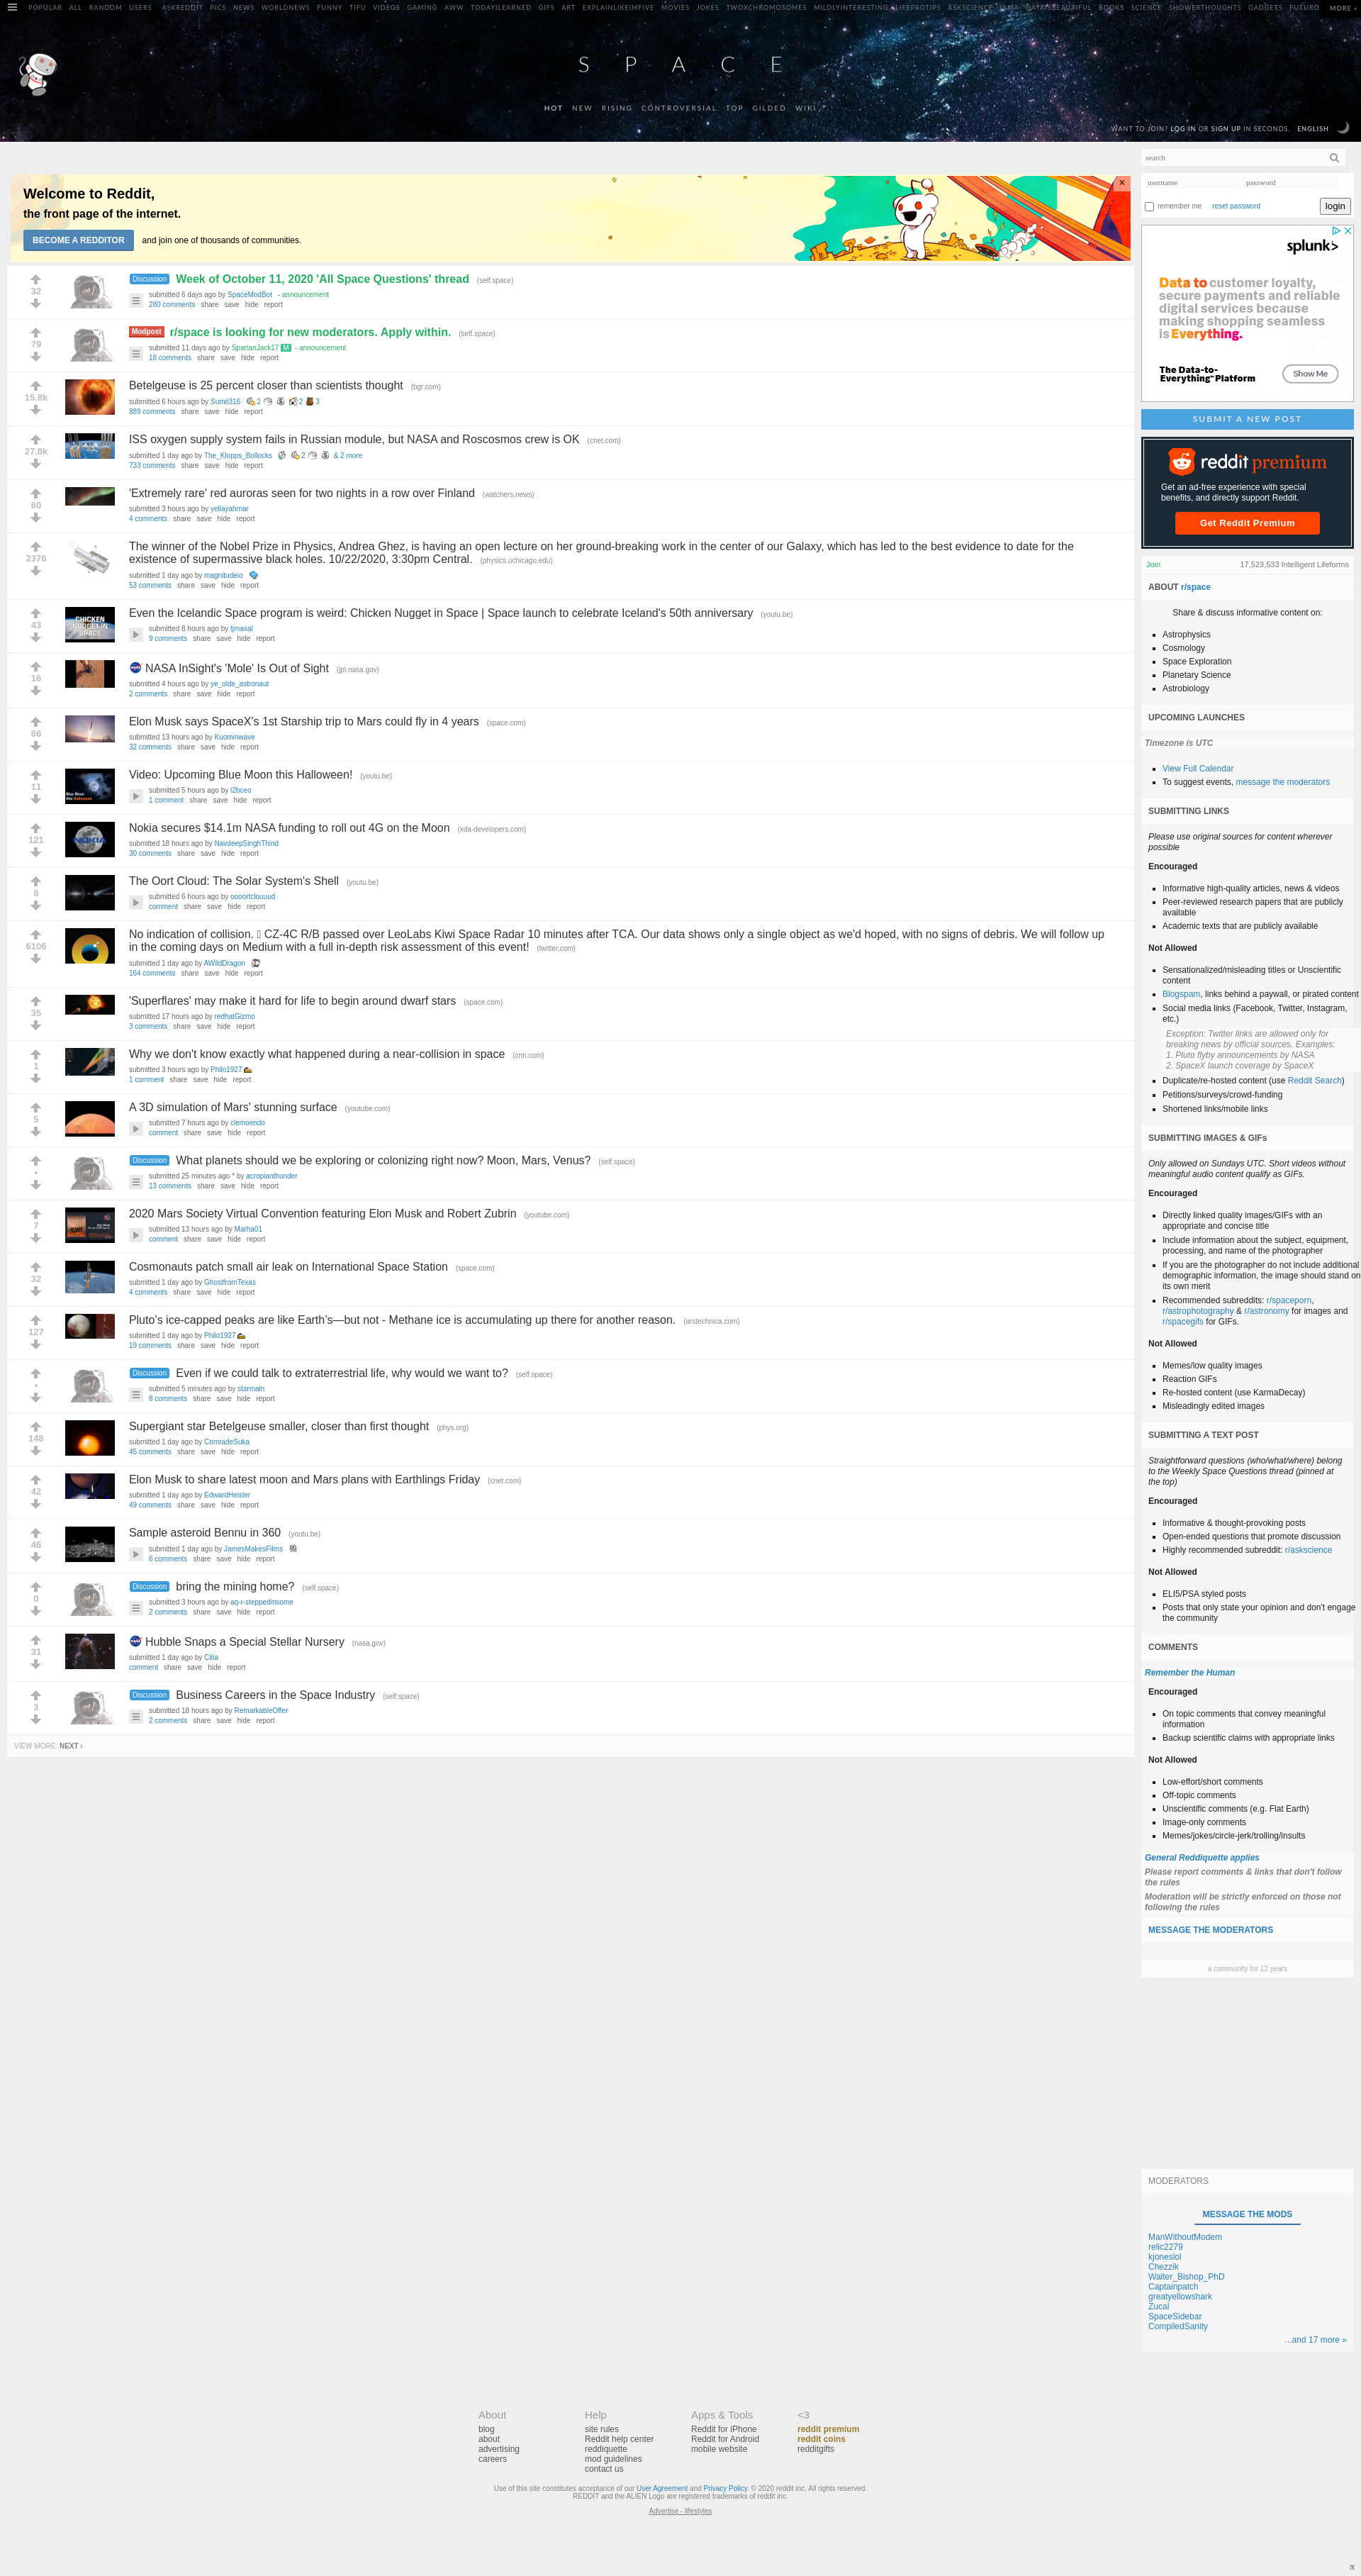 POPULAR ALL RANDOM USERS ASKREDDIT PICS NEWS WORLDNEWS FUNNY TIFU VIDEOS GAMING AWW TODAYILEARNED GIFS ART EXPLAINLIKEIMFIVE MOVIES JOKES TWOXCHROMOSOMES MILDLYINTERESTING LIFEPROTIPS ASKSCIENCE IAMA DATAISBEAUTIFUL BOOKS SCIENCE SHOWERTHOUGHTS GADGETS FUTURO MORE »
SPACE
HOT NEW RISING CONTROVERSIAL TOP GILDED WIKI
WANT TO JOIN? LOG IN OR SIGN UP IN SECONDS. ENGLISH
Welcome to Reddit,
the front page of the internet.
BECOME A REDDITOR and join one of thousands of communities.
×
32
Discussion Week of October 11, 2020 'All Space Questions' thread (self.space)
submitted 6 days ago by SpaceModBot - announcement
280 comments share save hide report
79
Modpost r/space is looking for new moderators. Apply within. (self.space)
submitted 11 days ago by SpartanJack17 M - announcement
18 comments share save hide report
15.8k
Betelgeuse is 25 percent closer than scientists thought (bgr.com)
submitted 6 hours ago by Sumit316 2 2 3
889 comments share save hide report
27.8k
ISS oxygen supply system fails in Russian module, but NASA and Roscosmos crew is OK (cnet.com)
submitted 1 day ago by The_Klopps_Bollocks 2 & 2 more
733 comments share save hide report
60
'Extremely rare' red auroras seen for two nights in a row over Finland (watchers.news)
submitted 3 hours ago by yellayahmar
4 comments share save hide report
2376
The winner of the Nobel Prize in Physics, Andrea Ghez, is having an open lecture on her ground-breaking work in the center of our Galaxy, which has led to the best evidence to date for the
existence of supermassive black holes. 10/22/2020, 3:30pm Central. (physics.uchicago.edu)
submitted 1 day ago by magnitudeio
53 comments share save hide report
43
CHICKEN
NUGGET IN
SPACE
Even the Icelandic Space program is weird: Chicken Nugget in Space | Space launch to celebrate Iceland's 50th anniversary (youtu.be)
submitted 8 hours ago by tjmaxal
9 comments share save hide report
16
NASA InSight's 'Mole' Is Out of Sight (jpl.nasa.gov)
submitted 4 hours ago by ye_olde_astronaut
2 comments share save hide report
66
Elon Musk says SpaceX's 1st Starship trip to Mars could fly in 4 years (space.com)
submitted 13 hours ago by Kuominwave
32 comments share save hide report
11
Blue Moon
this Halloween
Video: Upcoming Blue Moon this Halloween! (youtu.be)
submitted 5 hours ago by l2bceo
1 comment share save hide report
121
NOKIA
Nokia secures $14.1m NASA funding to roll out 4G on the Moon (xda-developers.com)
submitted 18 hours ago by NavdeepSinghThind
30 comments share save hide report
8
The Oort Cloud: The Solar System's Shell (youtu.be)
submitted 6 hours ago by oooortclouuud
comment share save hide report
6106
No indication of collision. ▯ CZ-4C R/B passed over LeoLabs Kiwi Space Radar 10 minutes after TCA. Our data shows only a single object as we'd hoped, with no signs of debris. We will follow up
in the coming days on Medium with a full in-depth risk assessment of this event! (twitter.com)
submitted 1 day ago by AWildDragon
164 comments share save hide report
35
'Superflares' may make it hard for life to begin around dwarf stars (space.com)
submitted 17 hours ago by redhatGizmo
3 comments share save hide report
1
Why we don't know exactly what happened during a near-collision in space (cnn.com)
submitted 3 hours ago by Philo1927
1 comment share save hide report
5
A 3D simulation of Mars' stunning surface (youtube.com)
submitted 7 hours ago by clemoendo
comment share save hide report
•
Discussion What planets should we be exploring or colonizing right now? Moon, Mars, Venus? (self.space)
submitted 25 minutes ago * by acropianthunder
13 comments share save hide report
7
2020 Mars Society Virtual Convention featuring Elon Musk and Robert Zubrin (youtube.com)
submitted 13 hours ago by Marha01
comment share save hide report
32
Cosmonauts patch small air leak on International Space Station (space.com)
submitted 1 day ago by GhostfromTexas
4 comments share save hide report
127
Pluto's ice-capped peaks are like Earth's—but not - Methane ice is accumulating up there for another reason. (arstechnica.com)
submitted 1 day ago by Philo1927
19 comments share save hide report
•
Discussion Even if we could talk to extraterrestrial life, why would we want to? (self.space)
submitted 5 minutes ago by starmain
8 comments share save hide report
148
Supergiant star Betelgeuse smaller, closer than first thought (phys.org)
submitted 1 day ago by ComradeSuka
45 comments share save hide report
42
Elon Musk to share latest moon and Mars plans with Earthlings Friday (cnet.com)
submitted 1 day ago by EdwardHeisler
49 comments share save hide report
46
Sample asteroid Bennu in 360 (youtu.be)
submitted 1 day ago by JamesMakesFilms
6 comments share save hide report
0
Discussion bring the mining home? (self.space)
submitted 3 hours ago by aq-r-steppedinsome
2 comments share save hide report
31
Hubble Snaps a Special Stellar Nursery (nasa.gov)
submitted 1 day ago by Citia
comment share save hide report
3
Discussion Business Careers in the Space Industry (self.space)
submitted 18 hours ago by RemarkableOffer
2 comments share save hide report
VIEW MORE: NEXT ›
search
username password
remember me reset password login
splunk>
Data to customer loyalty,
secure payments and reliable
design are all reasons
making shopping seamless
is Everything.
The Data-to-
Everything™ Platform
Show Me
SUBMIT A NEW POST
reddit premium
Get an ad-free experience with special
benefits, and directly support Reddit.
Get Reddit Premium
Join 17,523,533 Intelligent Lifeforms
ABOUT r/space
Share & discuss informative content on:
Astrophysics
Cosmology
Space Exploration
Planetary Science
Astrobiology
UPCOMING LAUNCHES
Timezone is UTC
View Full Calendar
To suggest events, message the moderators
SUBMITTING LINKS
Please use original sources for content wherever
possible
Encouraged
Informative high-quality articles, news & videos
Peer-reviewed research papers that are publicly
available
Academic texts that are publicly available
Not Allowed
Sensationalized/misleading titles or Unscientific
content
Blogspam, links behind a paywall, or pirated content
Social media links (Facebook, Twitter, Instagram,
etc.)
Exception: Twitter links are allowed only for
breaking news by official sources. Examples:
1. Pluto flyby announcements by NASA
2. SpaceX launch coverage by SpaceX
Duplicate/re-hosted content (use Reddit Search)
Petitions/surveys/crowd-funding
Shortened links/mobile links
SUBMITTING IMAGES & GIFs
Only allowed on Sundays UTC. Short videos without
meaningful audio content qualify as GIFs.
Encouraged
Directly linked quality images/GIFs with an
appropriate and concise title
Include information about the subject, equipment,
processing, and name of the photographer
If you are the photographer do not include additional
demographic information, the image should stand on
its own merit
Recommended subreddits: r/spaceporn,
r/astrophotography & r/astronomy for images and
r/spacegifs for GIFs.
Not Allowed
Memes/low quality images
Reaction GIFs
Re-hosted content (use KarmaDecay)
Misleadingly edited images
SUBMITTING A TEXT POST
Straightforward questions (who/what/where) belong
to the Weekly Space Questions thread (pinned at
the top)
Encouraged
Informative & thought-provoking posts
Open-ended questions that promote discussion
Highly recommended subreddit: r/askscience
Not Allowed
ELI5/PSA styled posts
Posts that only state your opinion and don't engage
the community
COMMENTS
Remember the Human
Encouraged
On topic comments that convey meaningful
information
Backup scientific claims with appropriate links
Not Allowed
Low-effort/short comments
Off-topic comments
Unscientific comments (e.g. Flat Earth)
Image-only comments
Memes/jokes/circle-jerk/trolling/insults
General Reddiquette applies
Please report comments & links that don't follow
the rules
Moderation will be strictly enforced on those not
following the rules
MESSAGE THE MODERATORS
a community for 12 years
MODERATORS
MESSAGE THE MODS
ManWithoutModem
relic2279
kjoneslol
Chezzik
Walter_Bishop_PhD
Captainpatch
greatyellowshark
Zucal
SpaceSidebar
CompiledSanity
...and 17 more »
About
blog
about
advertising
careers
Help
site rules
Reddit help center
reddiquette
mod guidelines
contact us
Apps & Tools
Reddit for iPhone
Reddit for Android
mobile website
<3
reddit premium
reddit coins
redditgifts
Use of this site constitutes acceptance of our User Agreement and Privacy Policy. © 2020 reddit inc. All rights reserved.
REDDIT and the ALIEN Logo are registered trademarks of reddit inc.
Advertise - lifestyles
π